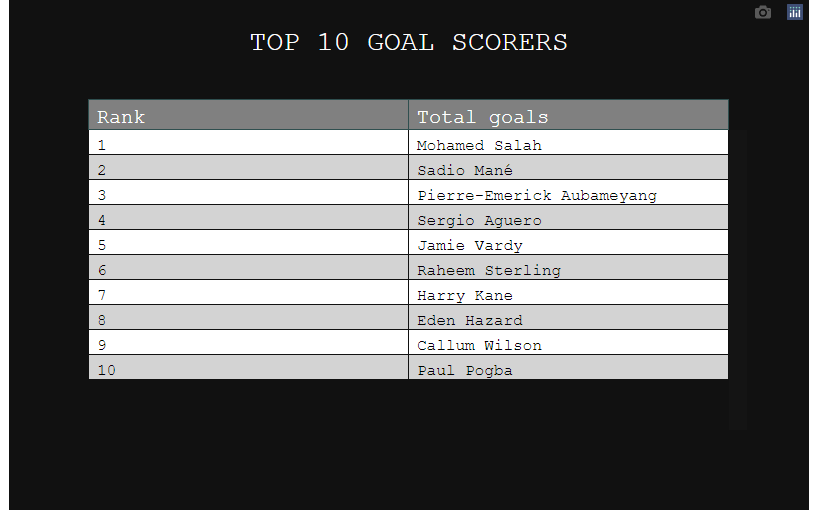 TOP 10 GOAL SCORERS
Rank Total goals
1 Mohamed Salah
2 Sadio Mané
3 Pierre-Emerick Aubameyang
4 Sergio Aguero
5 Jamie Vardy
6 Raheem Sterling
7 Harry Kane
8 Eden Hazard
9 Callum Wilson
10 Paul Pogba